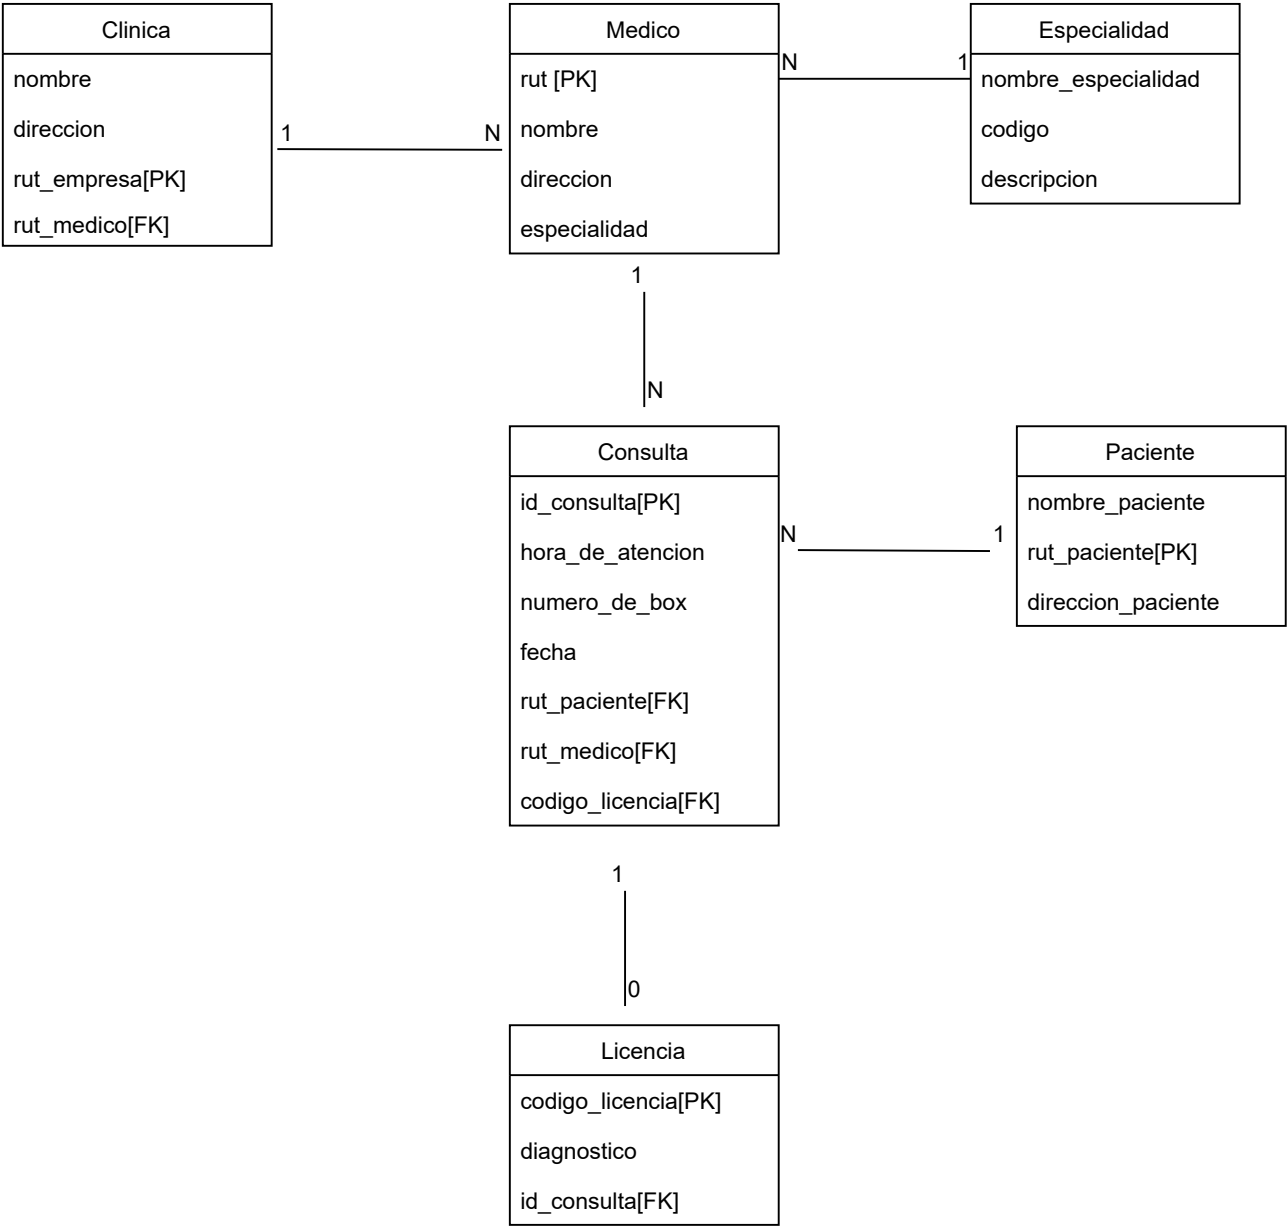 Clinica
nombre
direccion
rut_empresa[PK]
rut_medico[FK]
1
N
Medico
rut [PK]
nombre
direccion
especialidad
N
1
Especialidad
nombre_especialidad
codigo
descripcion
1
N
Consulta
id_consulta[PK]
hora_de_atencion
numero_de_box
fecha
rut_paciente[FK]
rut_medico[FK]
codigo_licencia[FK]
N
1
Paciente
nombre_paciente
rut_paciente[PK]
direccion_paciente
1
0
Licencia
codigo_licencia[PK]
diagnostico
id_consulta[FK]